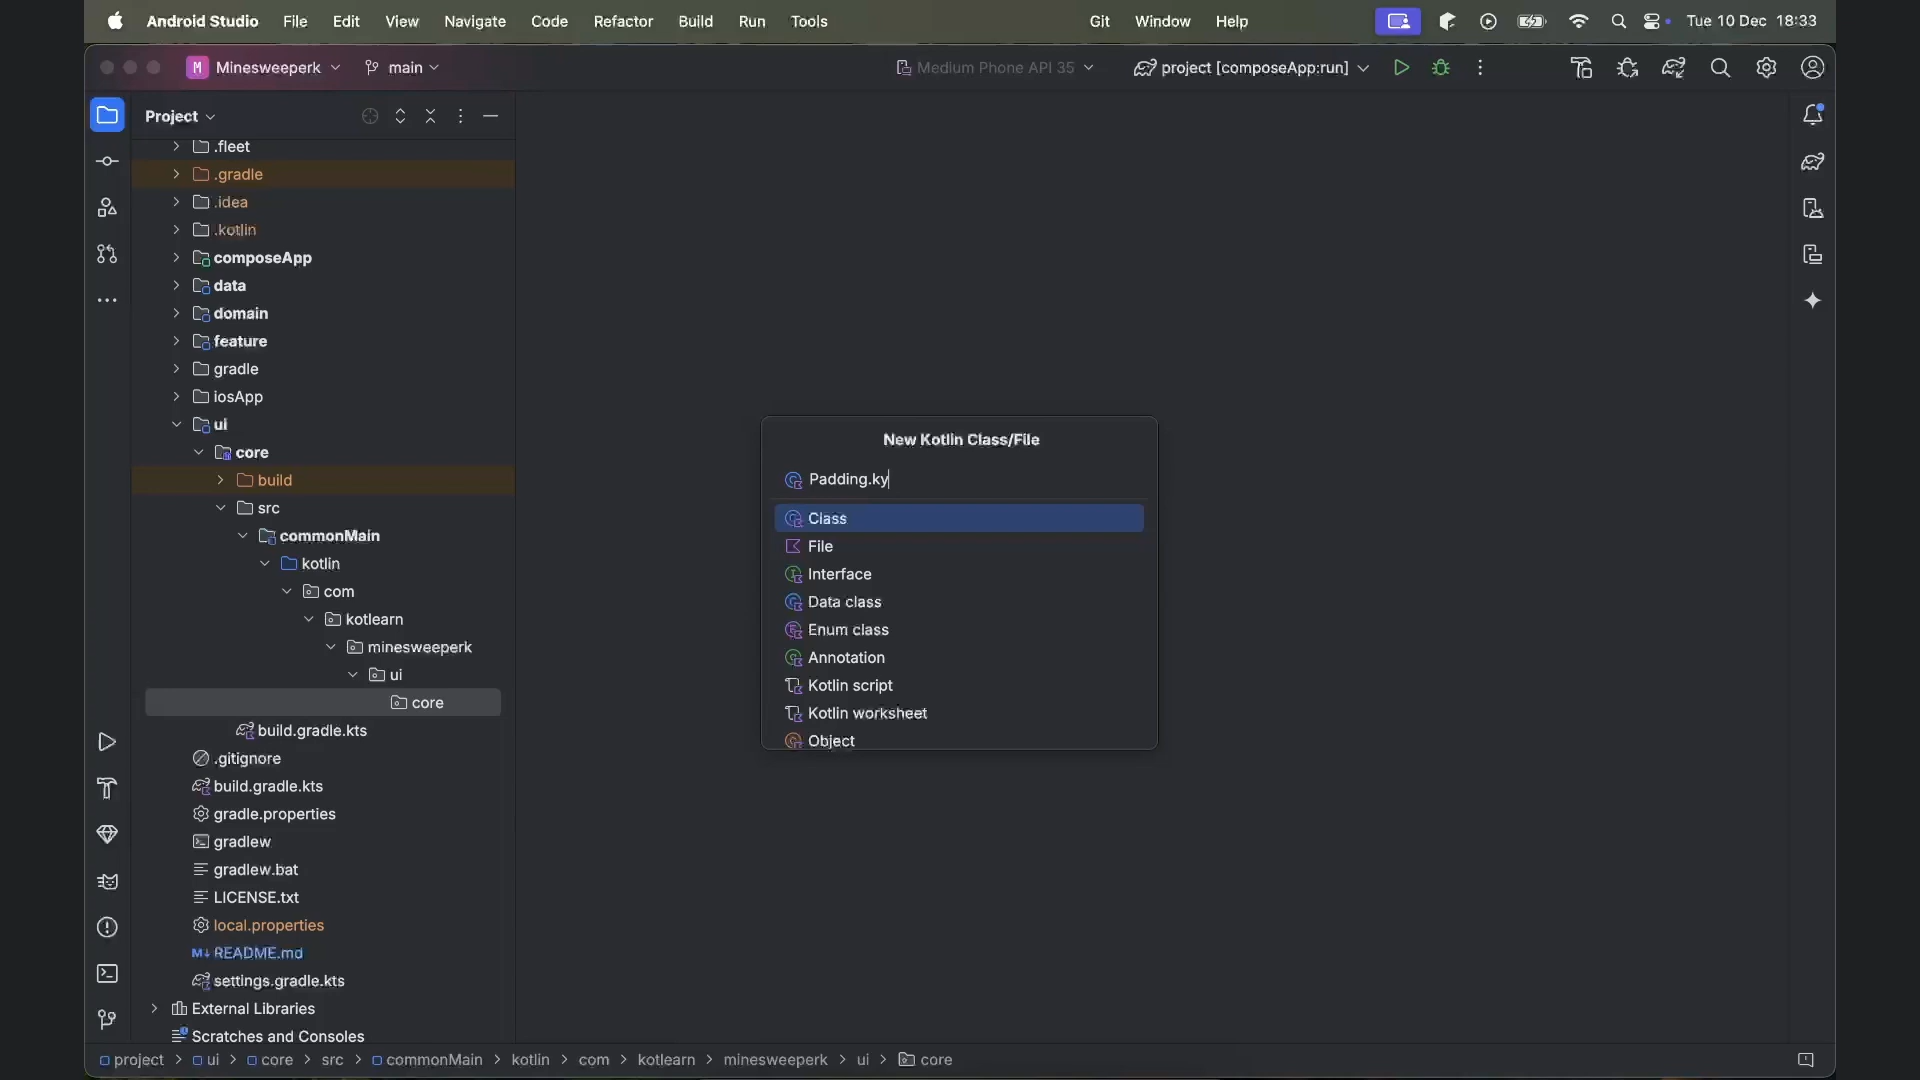 Android Studio File Edit View Navigate Code Refactor Build Run Tools Git Window Help Tue 10 Dec 18:33
M Minesweeperk main Medium Phone API 35 project [composeApp:run]
Project
.fleet
.gradle
.idea
.kotlin
composeApp
data
domain
feature
gradle
iosApp
ui
core
build
src
commonMain
kotlin
com
kotlearn
minesweeperk
ui
core
build.gradle.kts
.gitignore
build.gradle.kts
gradle.properties
gradlew
gradlew.bat
LICENSE.txt
local.properties
M↓ README.md
settings.gradle.kts
External Libraries
Scratches and Consoles
New Kotlin Class/File
Padding.ky
Class
File
Interface
Data class
Enum class
Annotation
Kotlin script
Kotlin worksheet
Object
project > ui > core > src > commonMain > kotlin > com > kotlearn > minesweeperk > ui > core